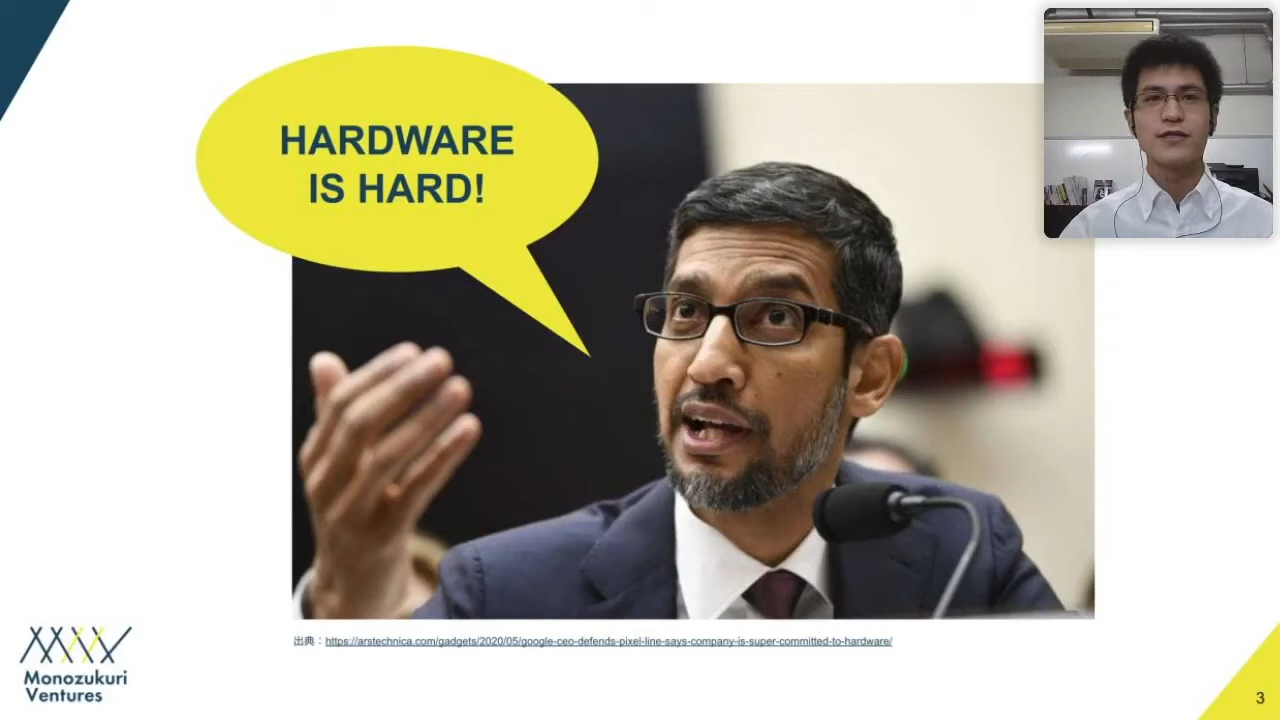 HARDWARE
IS HARD!
出典：https://arstechnica.com/gadgets/2020/05/google-ceo-defends-pixel-line-says-company-is-super-committed-to-hardware/
Monozukuri
Ventures
3